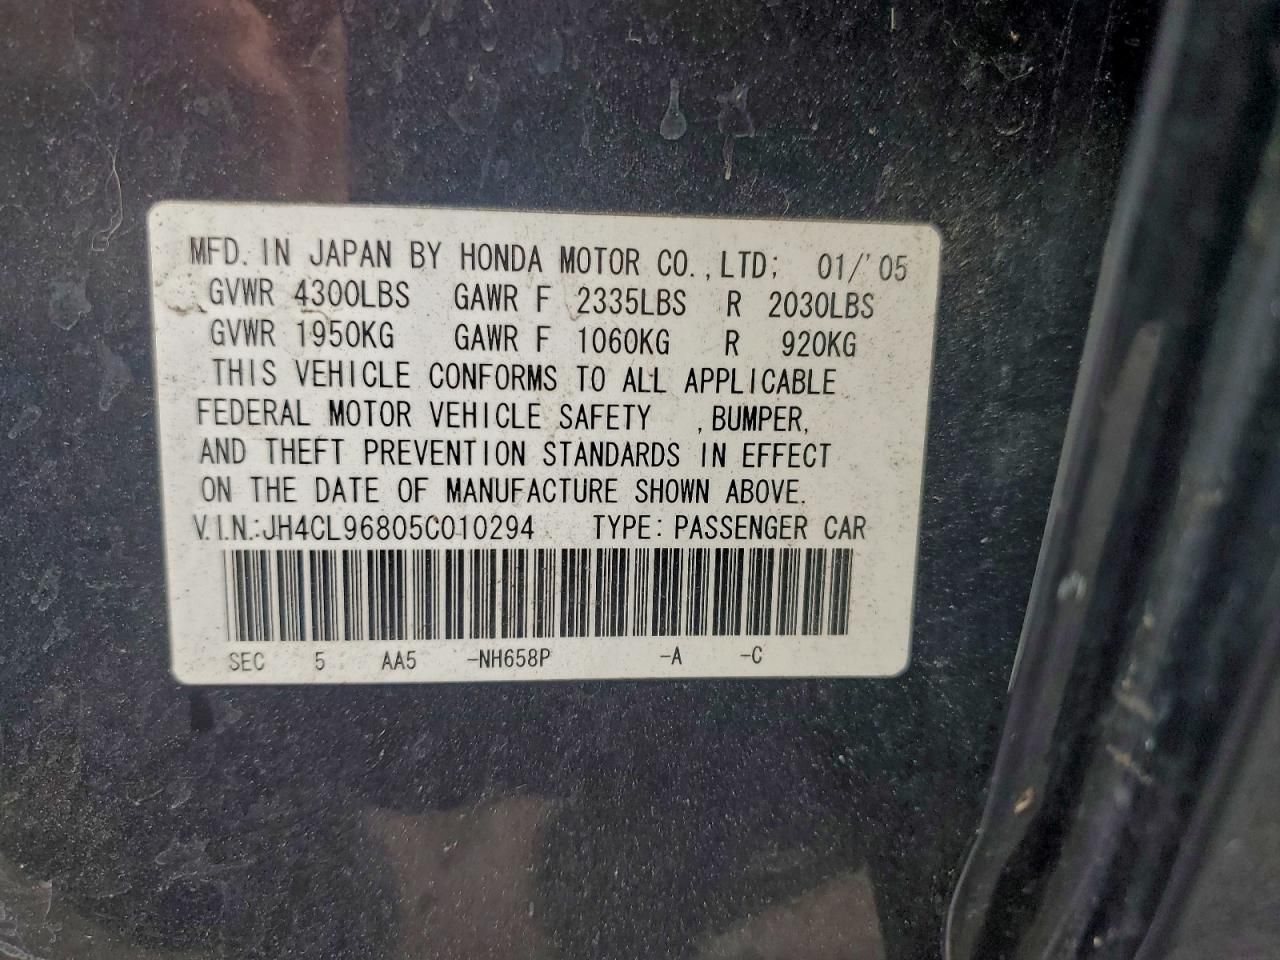 MFD. IN JAPAN BY HONDA MOTOR CO., LTD; 01/'05
GVWR 4300LBS GAWR F 2335LBS R 2030LBS
GVWR 1950KG GAWR F 1060KG R 920KG
THIS VEHICLE CONFORMS TO ALL APPLICABLE
FEDERAL MOTOR VEHICLE SAFETY , BUMPER,
AND THEFT PREVENTION STANDARDS IN EFFECT
ON THE DATE OF MANUFACTURE SHOWN ABOVE.
V.I.N.: JH4CL96805C010294 TYPE: PASSENGER CAR
SEC 5 AA5 -NH658P -A -C